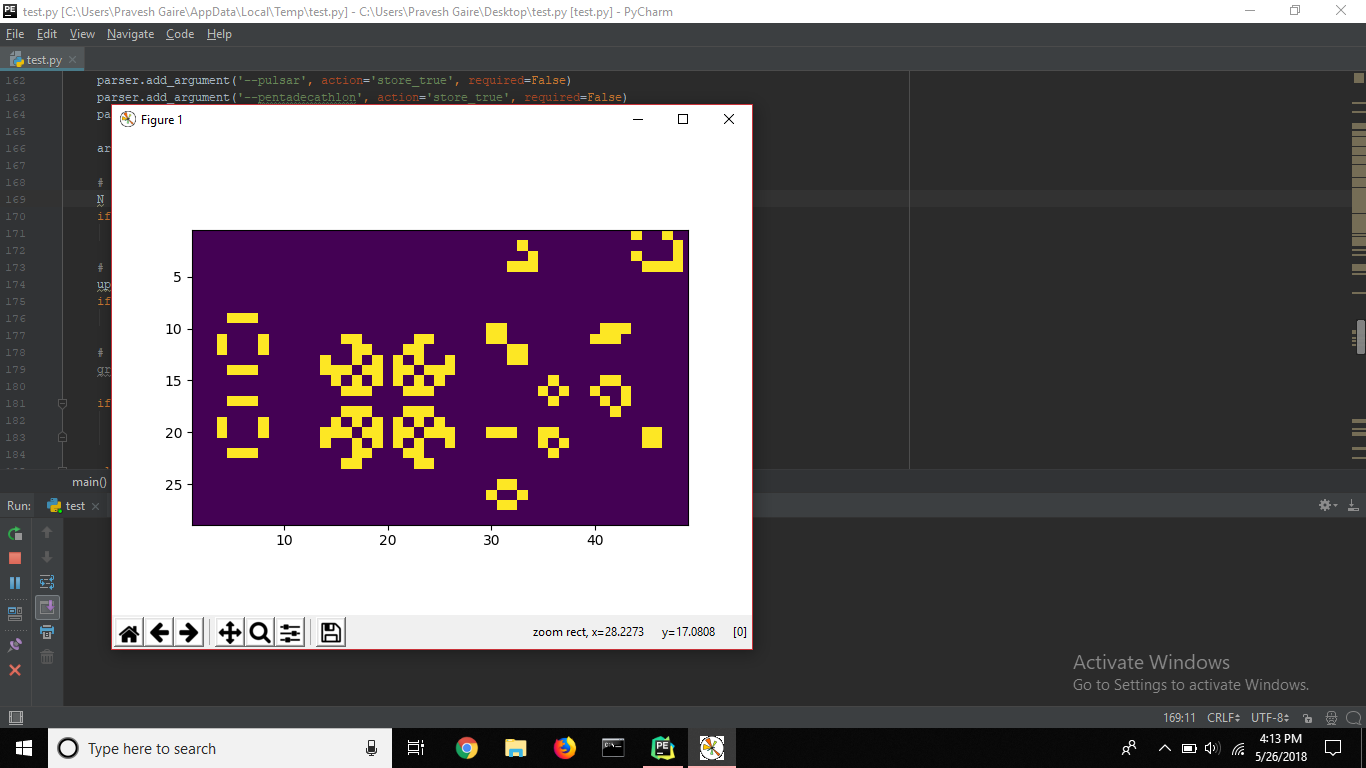 test.py [C:\Users\Pravesh Gaire\AppData\Local\Temp\test.py] - C:\Users\Pravesh Gaire\Desktop\test.py [test.py] - PyCharm
File Edit View Navigate Code Help
test.py
162 parser.add_argument('--pulsar', action='store_true', required=False)
163 parser.add_argument('--pentadecathlon', action='store_true', required=False)
164 pa
165
166 ar
167
168 #
169 N
170 if
171
172
173 #
174 up
175 if
176
177
178 #
179 gr
180
181 if
182
183
184
Figure 1
5
10
15
20
25
10 20 30 40
zoom rect, x=28.2273 y=17.0808 [0]
main()
Run: test
Activate Windows
Go to Settings to activate Windows.
169:11 CRLF UTF-8
Type here to search
4:13 PM
5/26/2018